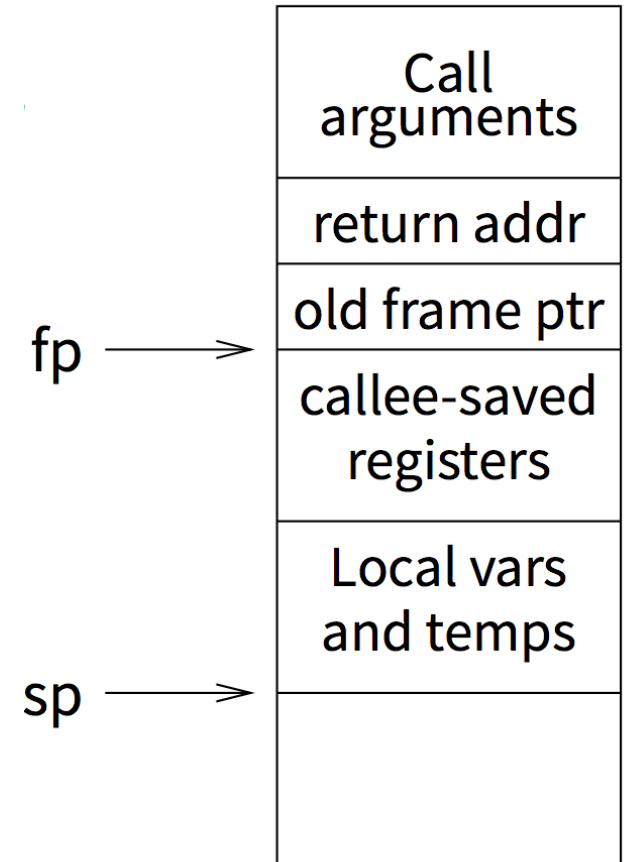 Call
arguments
return addr
old frame ptr
fp
callee-saved
registers
Local vars
and temps
sp